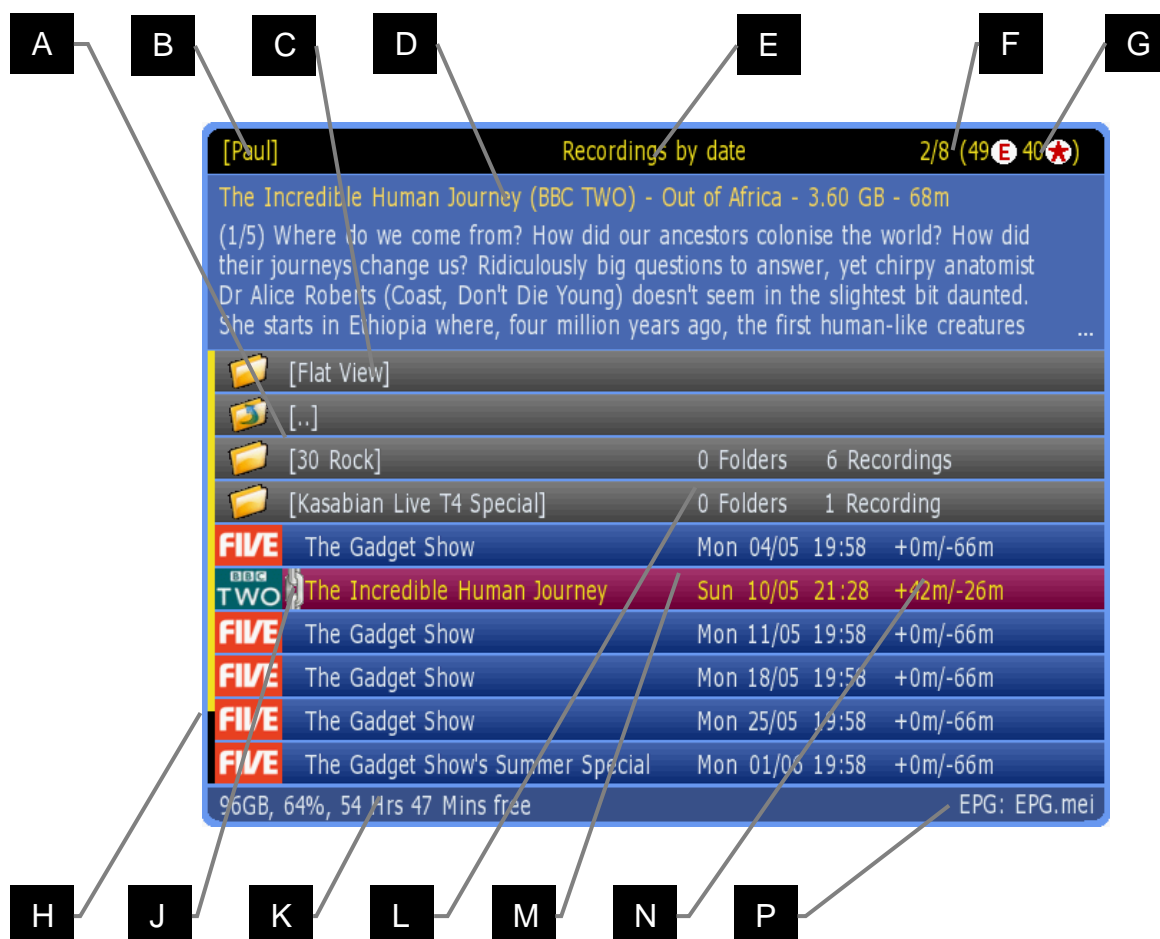 A B C D E F G
[Paul] Recordings by date 2/8 (49 E 40 )
The Incredible Human Journey (BBC TWO) - Out of Africa - 3.60 GB - 68m
(1/5) Where do we come from? How did our ancestors colonise the world? How did
their journeys change us? Ridiculously big questions to answer, yet chirpy anatomist
Dr Alice Roberts (Coast, Don't Die Young) doesn't seem in the slightest bit daunted.
She starts in Ethiopia where, four million years ago, the first human-like creatures ...
[Flat View]
[..]
[30 Rock] 0 Folders 6 Recordings
[Kasabian Live T4 Special] 0 Folders 1 Recording
FIVE The Gadget Show Mon 04/05 19:58 +0m/-66m
BBC TWO The Incredible Human Journey Sun 10/05 21:28 +42m/-26m
FIVE The Gadget Show Mon 11/05 19:58 +0m/-66m
FIVE The Gadget Show Mon 18/05 19:58 +0m/-66m
FIVE The Gadget Show Mon 25/05 19:58 +0m/-66m
FIVE The Gadget Show's Summer Special Mon 01/06 19:58 +0m/-66m
96GB, 64%, 54 Hrs 47 Mins free EPG: EPG.mei
H J K L M N P